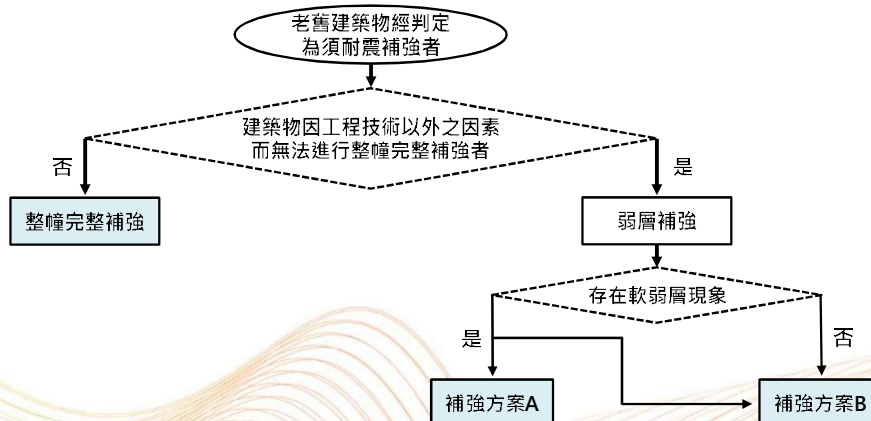 老舊建築物經判定
為須耐震補強者
建築物因工程技術以外之因素
而無法進行整幢完整補強者
否
是
整幢完整補強
弱層補強
存在軟弱層現象
是
否
補強方案A
補強方案B